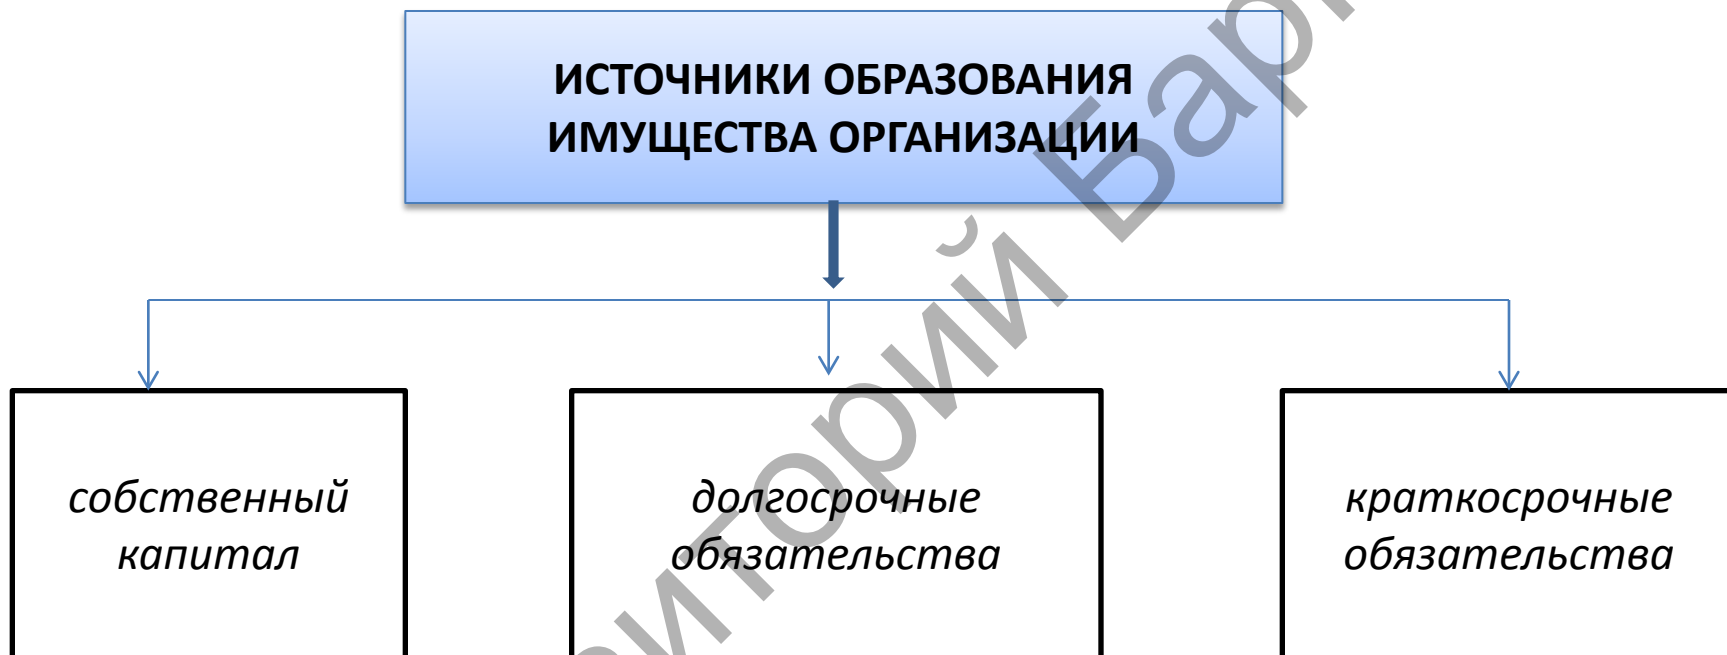 ИСТОЧНИКИ ОБРАЗОВАНИЯ
ИМУЩЕСТВА ОРГАНИЗАЦИИ
собственный
капитал
долгосрочные
обязательства
краткосрочные
обязательства